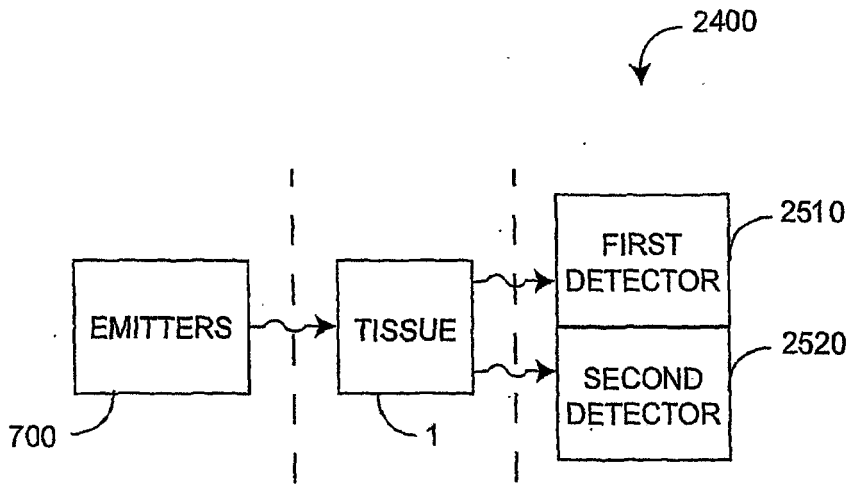 2400
2510
FIRST
DETECTOR
EMITTERS
TISSUE
2520
SECOND
DETECTOR
700
1